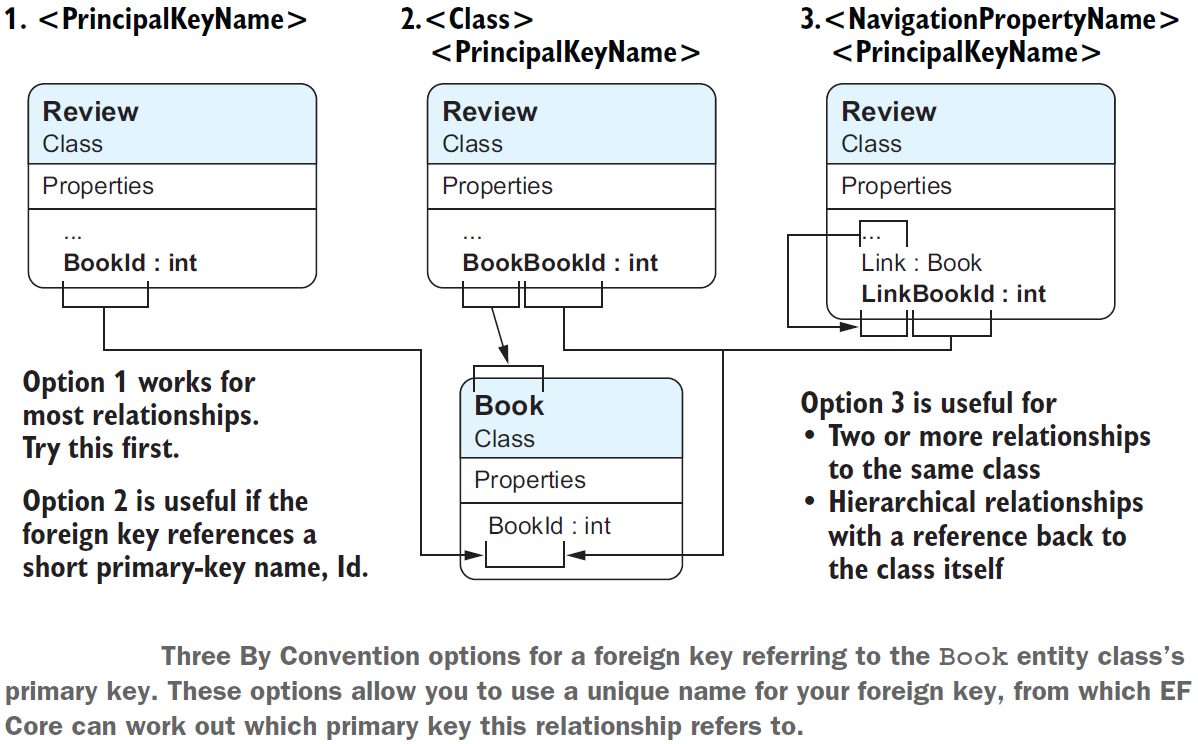 1. <PrincipalKeyName>
2.<Class>
<PrincipalKeyName>
3.<NavigationPropertyName>
<PrincipalKeyName>
Review
Class
Properties
...
BookId : int
Review
Class
Properties
...
BookBookId : int
Review
Class
Properties
...
Link : Book
LinkBookId : int
Option 1 works for
most relationships.
Try this first.
Option 2 is useful if the
foreign key references a
short primary-key name, Id.
Book
Class
Properties
BookId : int
Option 3 is useful for
• Two or more relationships
to the same class
• Hierarchical relationships
with a reference back to
the class itself
Three By Convention options for a foreign key referring to the Book entity class’s
primary key. These options allow you to use a unique name for your foreign key, from which EF
Core can work out which primary key this relationship refers to.